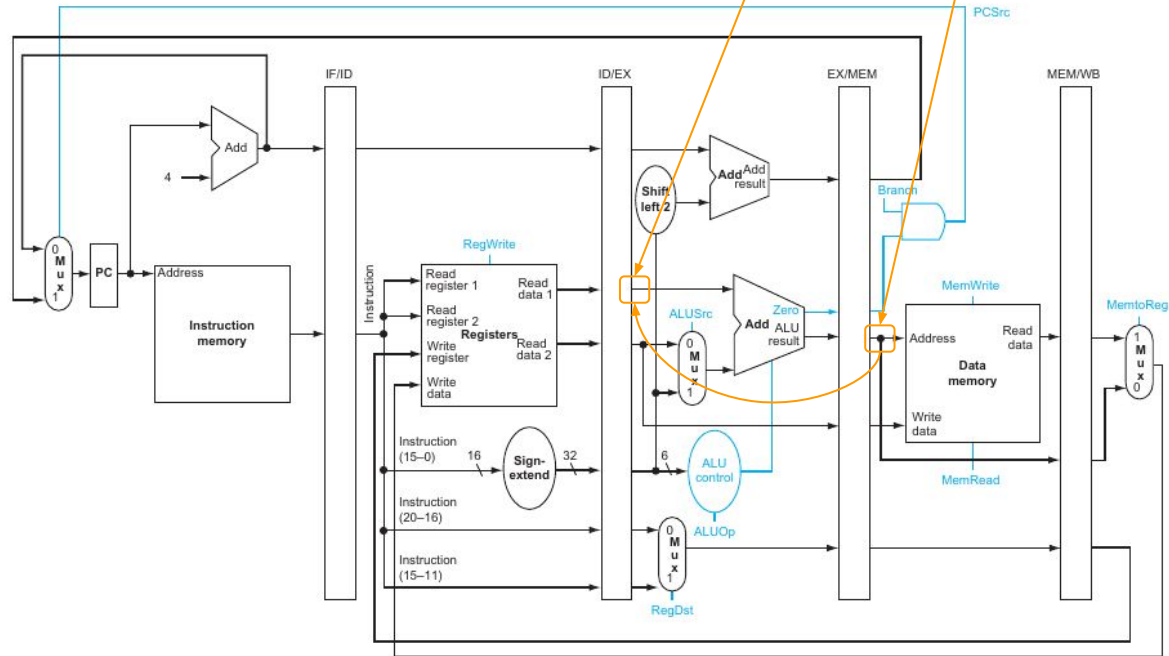 PCSrc
IF/ID
ID/EX
EX/MEM
MEM/WB
Add
4
Shift
left 2
Add
Add
result
Branch
0
M
u
x
1
PC
Address
Instruction
memory
Instruction
RegWrite
Read
register 1
Read
register 2
Write
register
Write
data
Registers
Read
data 1
Read
data 2
ALUSrc
0
M
u
x
1
Zero
Add
ALU
result
MemWrite
Address
Read
data
Data
memory
Write
data
MemRead
MemtoReg
1
M
u
x
0
Instruction
(15–0)
16
Sign-
extend
32
6
ALU
control
ALUOp
Instruction
(20–16)
Instruction
(15–11)
0
M
u
x
1
RegDst